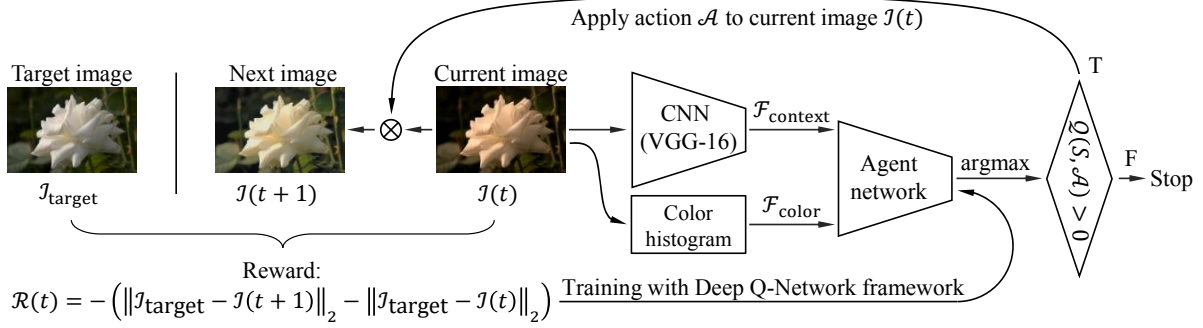 Apply action 𝒜 to current image ℐ(t)
Target image
Next image
Current image
T
CNN
(VGG-16)
ℱcontext
Agent
network
argmax
Q(S, 𝒜) > 0
F
Stop
ℐtarget
ℐ(t + 1)
ℐ(t)
Color
histogram
ℱcolor
Reward:
ℛ(t) = − (‖ℐtarget − ℐ(t + 1)‖₂ − ‖ℐtarget − ℐ(t)‖₂)
Training with Deep Q-Network framework